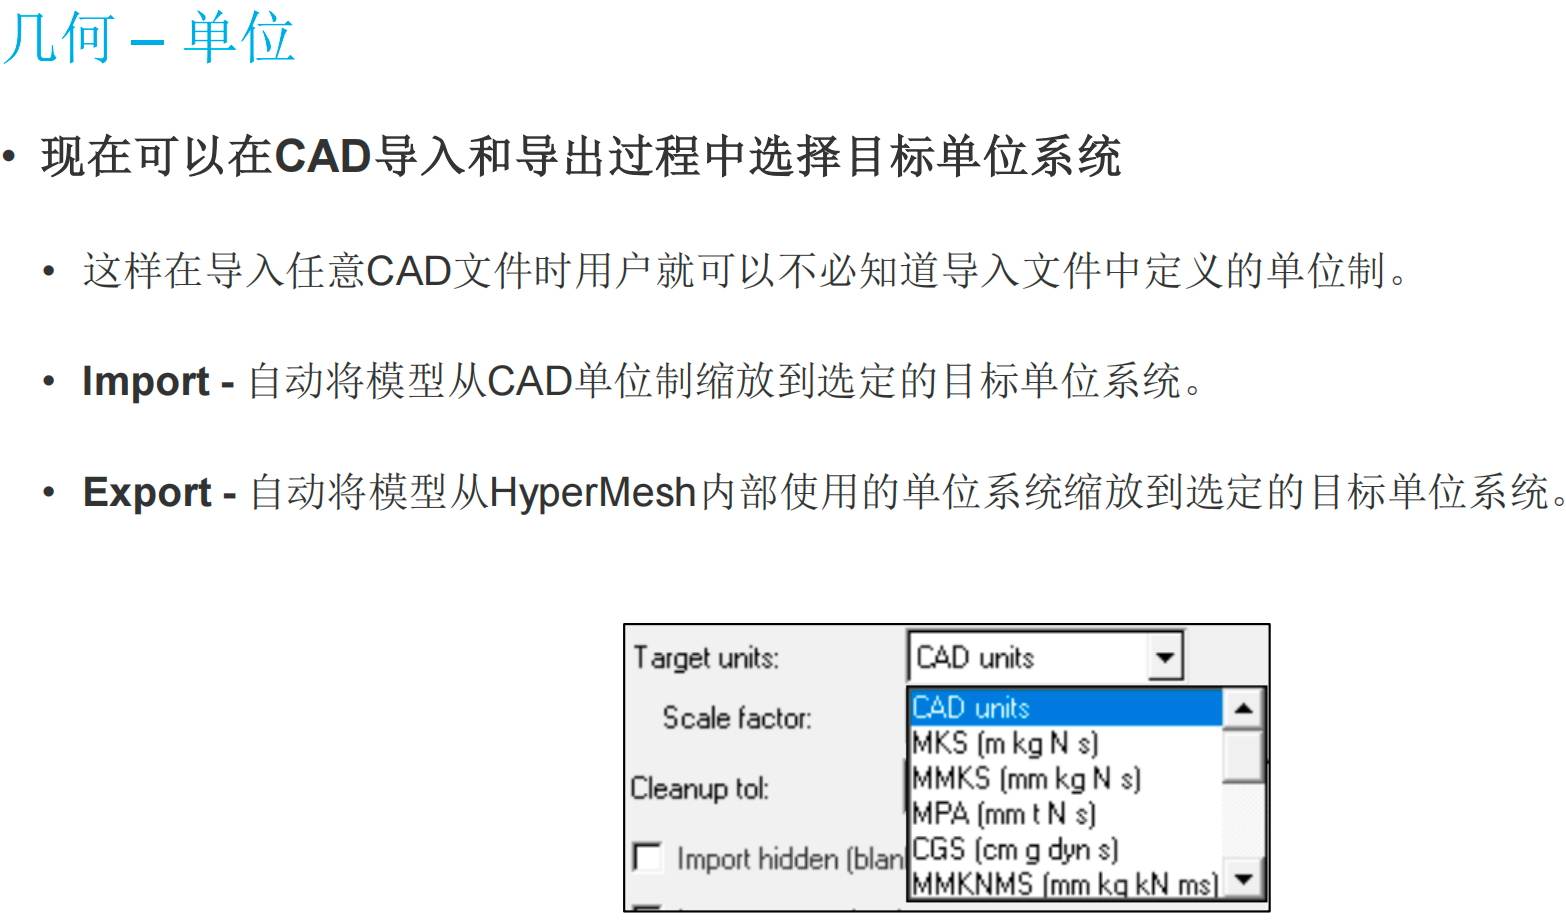 几何 – 单位
• 现在可以在CAD导入和导出过程中选择目标单位系统
• 这样在导入任意CAD文件时用户就可以不必知道导入文件中定义的单位制。
• Import - 自动将模型从CAD单位制缩放到选定的目标单位系统。
• Export - 自动将模型从HyperMesh内部使用的单位系统缩放到选定的目标单位系统。
Target units: CAD units
CAD units
Scale factor:
MKS (m kg N s)
MMKS (mm kg N s)
Cleanup tol:
MPA (mm t N s)
CGS (cm g dyn s)
Import hidden (blan
MMKNMS (mm kg kN ms)